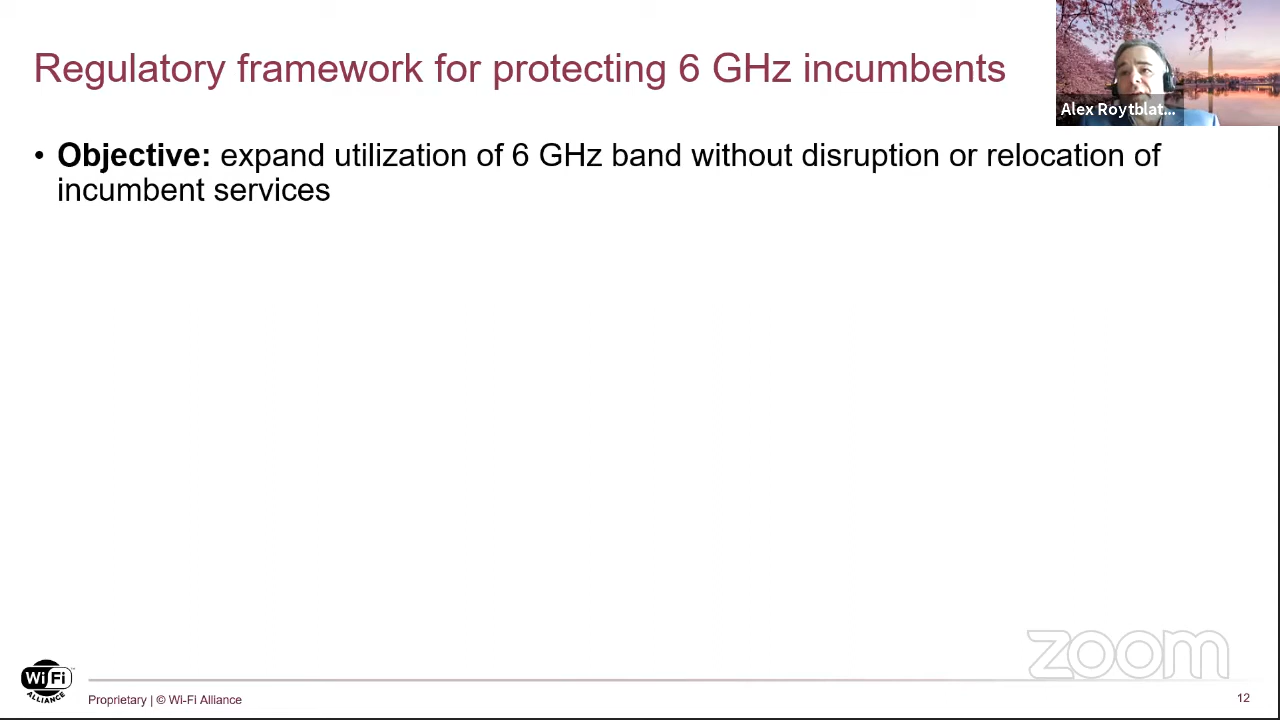 Regulatory framework for protecting 6 GHz incumbents
Alex Roytblat...
• Objective: expand utilization of 6 GHz band without disruption or relocation of
incumbent services
zoom
Wi Fi
ALLIANCE
Proprietary | © Wi-Fi Alliance
12